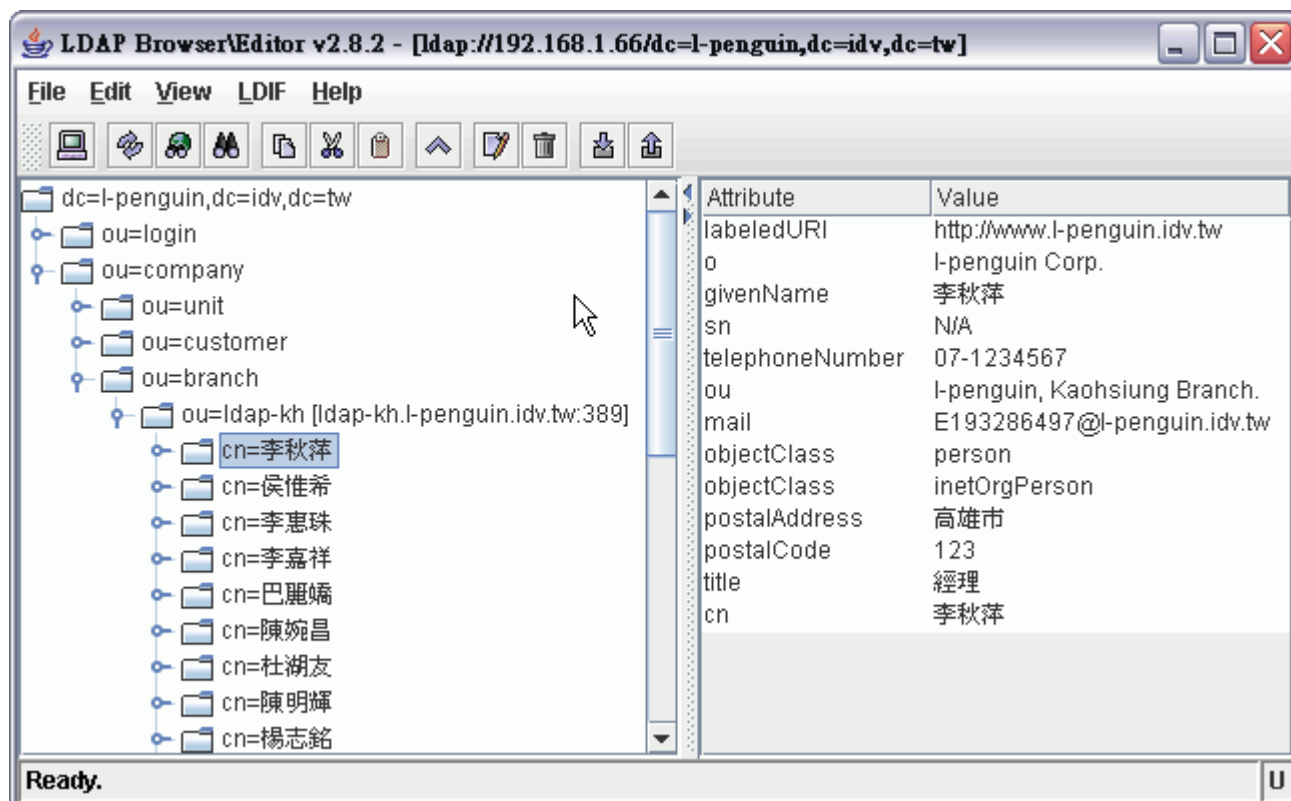 LDAP Browser\Editor v2.8.2 - [ldap://192.168.1.66/dc=l-penguin,dc=idv,dc=tw]
File Edit View LDIF Help
dc=l-penguin,dc=idv,dc=tw
ou=login
ou=company
ou=unit
ou=customer
ou=branch
ou=ldap-kh [ldap-kh.l-penguin.idv.tw:389]
cn=李秋萍
cn=侯惟希
cn=李惠珠
cn=李嘉祥
cn=巴麗嬌
cn=陳婉昌
cn=杜湖友
cn=陳明輝
cn=楊志銘
Attribute Value
labeledURI http://www.l-penguin.idv.tw
o l-penguin Corp.
givenName 李秋萍
sn N/A
telephoneNumber 07-1234567
ou l-penguin, Kaohsiung Branch.
mail E193286497@l-penguin.idv.tw
objectClass person
objectClass inetOrgPerson
postalAddress 高雄市
postalCode 123
title 經理
cn 李秋萍
Ready. U